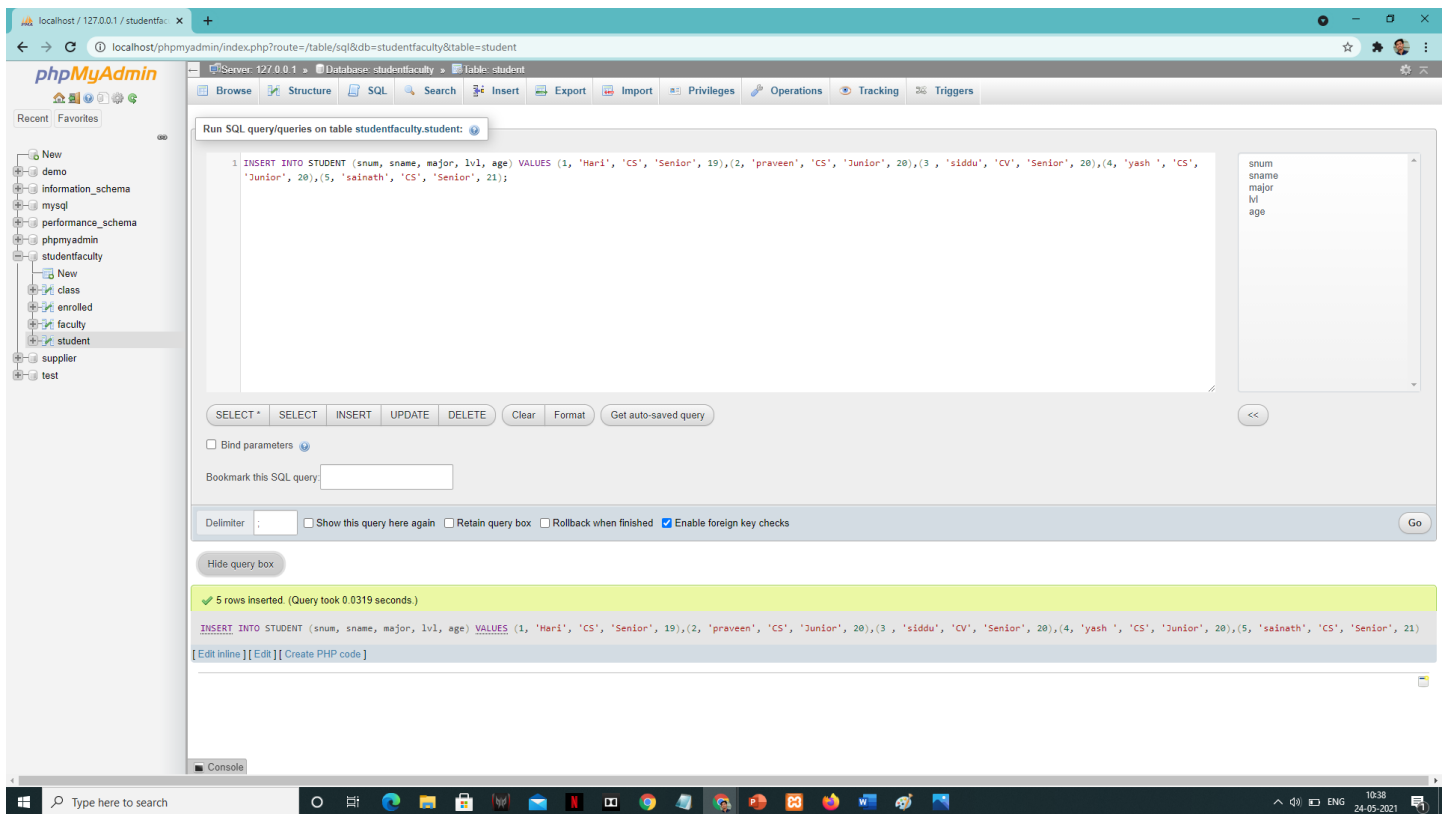 localhost / 127.0.0.1 / studentfac
localhost/phpmyadmin/index.php?route=/table/sql&db=studentfaculty&table=student
phpMyAdmin
Recent Favorites
New
demo
information_schema
mysql
performance_schema
phpmyadmin
studentfaculty
New
class
enrolled
faculty
student
supplier
test
Server: 127.0.0.1 » Database: studentfaculty » Table: student
Browse Structure SQL Search Insert Export Import Privileges Operations Tracking Triggers
Run SQL query/queries on table studentfaculty.student:
1 INSERT INTO STUDENT (snum, sname, major, lvl, age) VALUES (1, 'Hari', 'CS', 'Senior', 19),(2, 'praveen', 'CS', 'Junior', 20),(3 , 'siddu', 'CV', 'Senior', 20),(4, 'yash ', 'CS',
'Junior', 20),(5, 'sainath', 'CS', 'Senior', 21);
snum
sname
major
lvl
age
SELECT * SELECT INSERT UPDATE DELETE Clear Format Get auto-saved query <<
Bind parameters
Bookmark this SQL query:
Delimiter ; Show this query here again Retain query box Rollback when finished Enable foreign key checks Go
Hide query box
5 rows inserted. (Query took 0.0319 seconds.)
INSERT INTO STUDENT (snum, sname, major, lvl, age) VALUES (1, 'Hari', 'CS', 'Senior', 19),(2, 'praveen', 'CS', 'Junior', 20),(3 , 'siddu', 'CV', 'Senior', 20),(4, 'yash ', 'CS', 'Junior', 20),(5, 'sainath', 'CS', 'Senior', 21)
[ Edit inline ] [ Edit ] [ Create PHP code ]
Console
Type here to search
ENG
10:38
24-05-2021